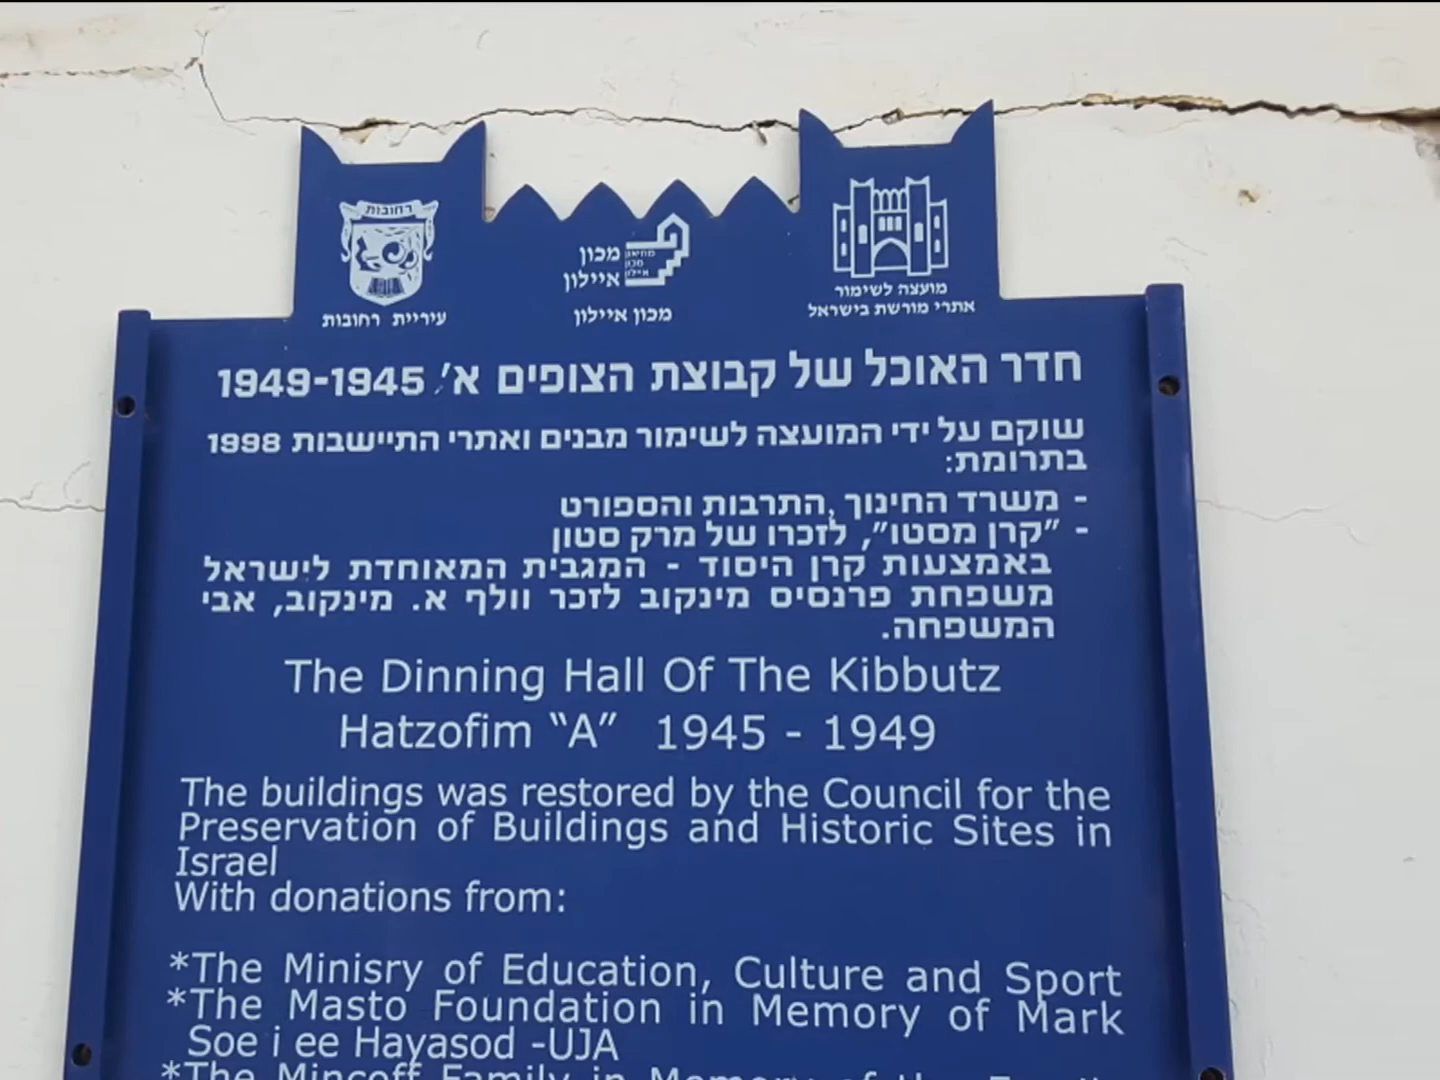 רחובות
עיריית רחובות
מכון
איילון
מכון איילון
מועצה לשימור
אתרי מורשת בישראל
חדר האוכל של קבוצת הצופים א׳ 1949-1945
שוקם על ידי המועצה לשימור מבנים ואתרי התיישבות 1998
בתרומת:
- משרד החינוך, התרבות והספורט
- ״קרן מסטו״, לזכרו של מרק סטון
באמצעות קרן היסוד - המגבית המאוחדת לישראל
משפחת פרנסיס מינקוב לזכר וולף א. מינקוב, אבי
המשפחה.
The Dinning Hall Of The Kibbutz
Hatzofim “A” 1945 - 1949
The buildings was restored by the Council for the
Preservation of Buildings and Historic Sites in
Israel
With donations from:
*The Minisry of Education, Culture and Sport
*The Masto Foundation in Memory of Mark
Soe i ee Hayasod -UJA
*The Mincoff Family in Memory of the